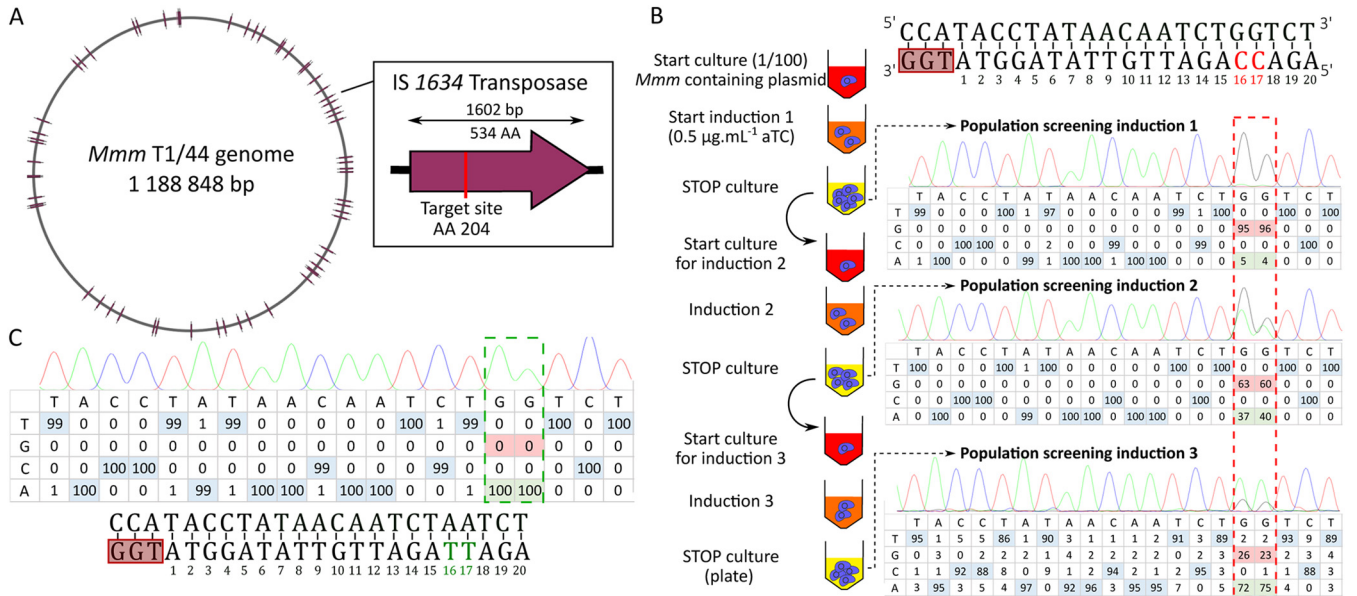 A
Mmm T1/44 genome
1 188 848 bp
IS 1634 Transposase
1602 bp
534 AA
Target site
AA 204
B
5' CCATACCTATAACAATCTGGTCT 3'
3' GGTATGGATATTGTTAGACCAGA 5'
1 2 3 4 5 6 7 8 9 10 11 12 13 14 15 16 17 18 19 20
Start culture (1/100)
Mmm containing plasmid
Start induction 1
(0.5 µg.mL⁻¹ aTC)
STOP culture
Start culture
for induction 2
Induction 2
STOP culture
Start culture
for induction 3
Induction 3
STOP culture
(plate)
Population screening induction 1
T A C C T A T A A C A A T C T G G T C T
T 99 0 0 0 100 1 97 0 0 0 0 0 99 1 100 0 0 100 0 100
G 0 0 0 0 0 0 0 0 0 0 0 0 0 0 0 95 96 0 0 0
C 0 0 100 100 0 0 2 0 0 99 0 0 0 99 0 0 0 0 100 0
A 1 100 0 0 0 99 1 100 100 1 100 100 0 0 0 5 4 0 0 0
Population screening induction 2
T A C C T A T A A C A A T C T G G T C T
T 100 0 0 0 100 1 100 0 0 0 0 0 100 0 100 0 0 100 0 100
G 0 0 0 0 0 0 0 0 0 0 0 0 0 0 0 63 60 0 0 0
C 0 0 100 100 0 0 0 0 0 100 0 0 0 100 0 0 0 0 100 0
A 0 100 0 0 0 99 0 100 100 0 100 100 0 0 0 37 40 0 0 0
Population screening induction 3
T A C C T A T A A C A A T C T G G T C T
T 95 1 5 5 86 1 90 3 1 1 1 2 91 3 89 2 2 93 9 89
G 0 3 0 2 2 1 4 2 2 2 2 2 0 2 3 26 23 2 0 4
C 1 1 92 88 8 0 9 1 2 94 2 1 2 95 3 0 1 1 88 3
A 3 95 3 5 4 97 0 92 96 3 95 95 7 0 5 72 75 4 0 3
C
T A C C T A T A A C A A T C T G G T C T
T 99 0 0 0 99 1 99 0 0 0 0 0 100 1 99 0 0 100 0 100
G 0 0 0 0 0 0 0 0 0 0 0 0 0 0 0 0 0 0 0 0
C 0 0 100 100 0 0 0 0 0 99 0 0 0 99 0 0 0 0 100 0
A 1 100 0 0 1 99 1 100 100 1 100 100 0 0 1 100 100 0 0 0
CCATACCTATAACAATCTAATCT
GGTATGGATATTGTTAGATTAGA
1 2 3 4 5 6 7 8 9 10 11 12 13 14 15 16 17 18 19 20